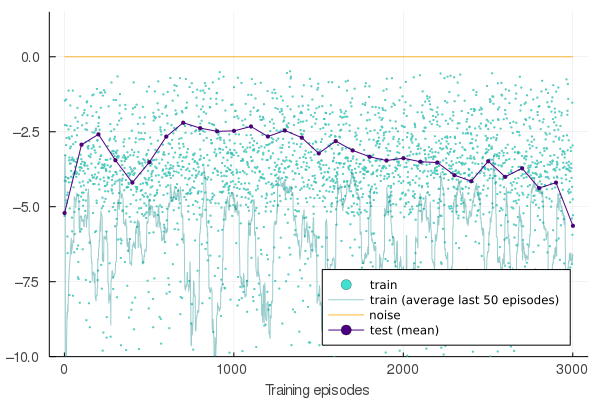 0.0
−2.5
−5.0
−7.5
−10.0
train
train (average last 50 episodes)
noise
test (mean)
0 1000 2000 3000
Training episodes